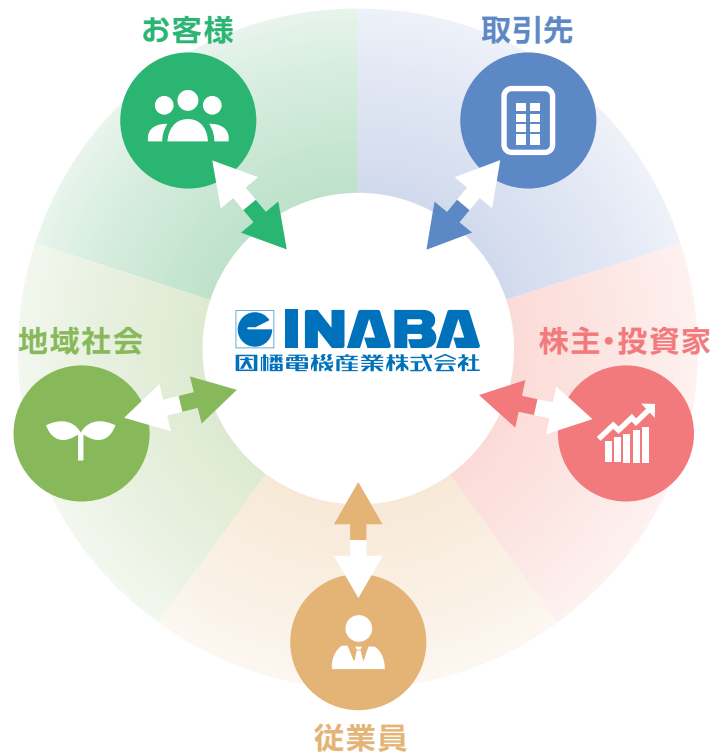 お客様
取引先
地域社会
INABA
因幡電機産業株式会社
株主・投資家
従業員